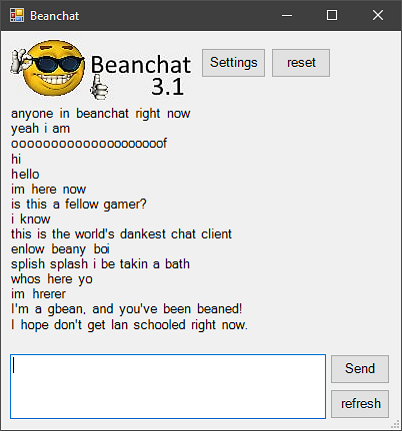 Beanchat
Beanchat
3.1
Settings
reset
anyone in beanchat right now
yeah i am
ooooooooooooooooooooof
hi
hello
im here now
is this a fellow gamer?
i know
this is the world's dankest chat client
enlow beany boi
splish splash i be takin a bath
whos here yo
im hrerer
I'm a gbean, and you've been beaned!
I hope don't get lan schooled right now.
Send
refresh